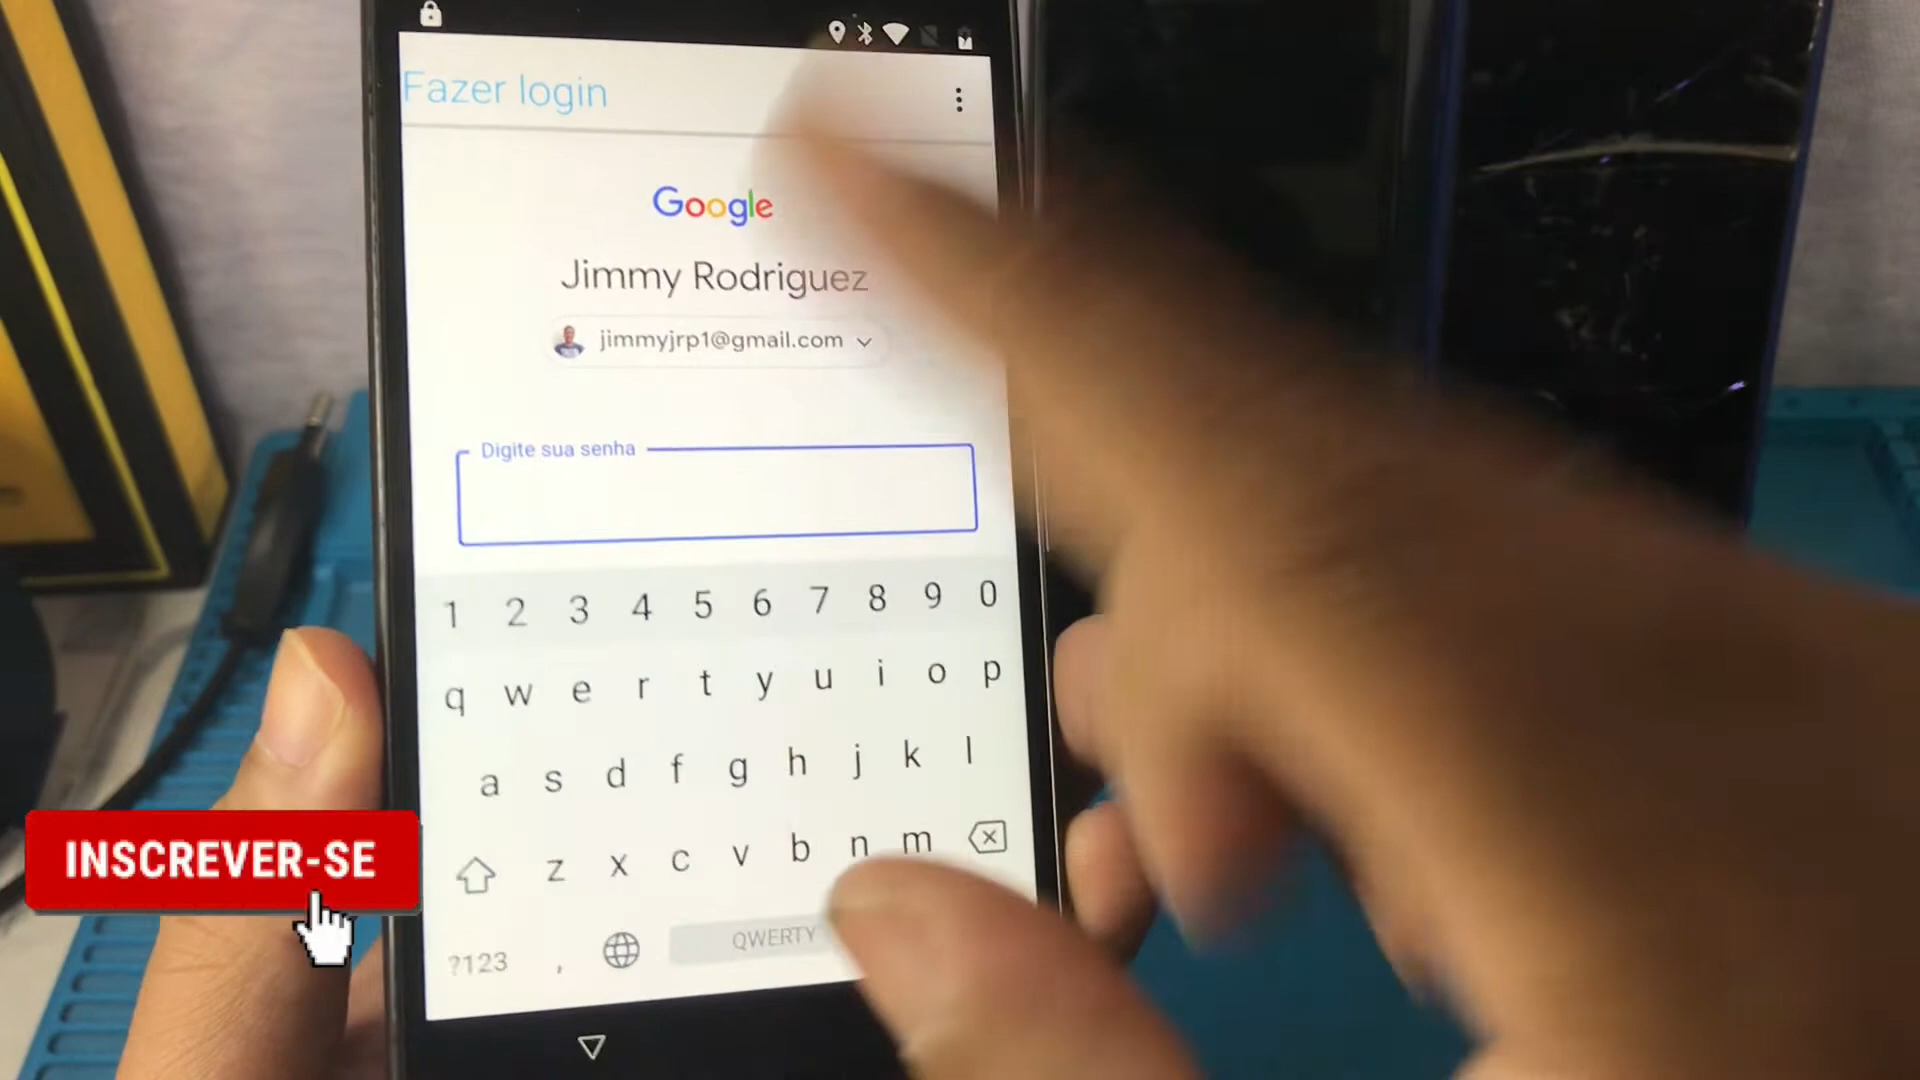 Fazer login
Google
Jimmy Rodriguez
jimmyjrp1@gmail.com
Digite sua senha
1 2 3 4 5 6 7 8 9 0
q w e r t y u i o p
a s d f g h j k l
z x c v b n m
?123 , QWERTY
INSCREVER-SE